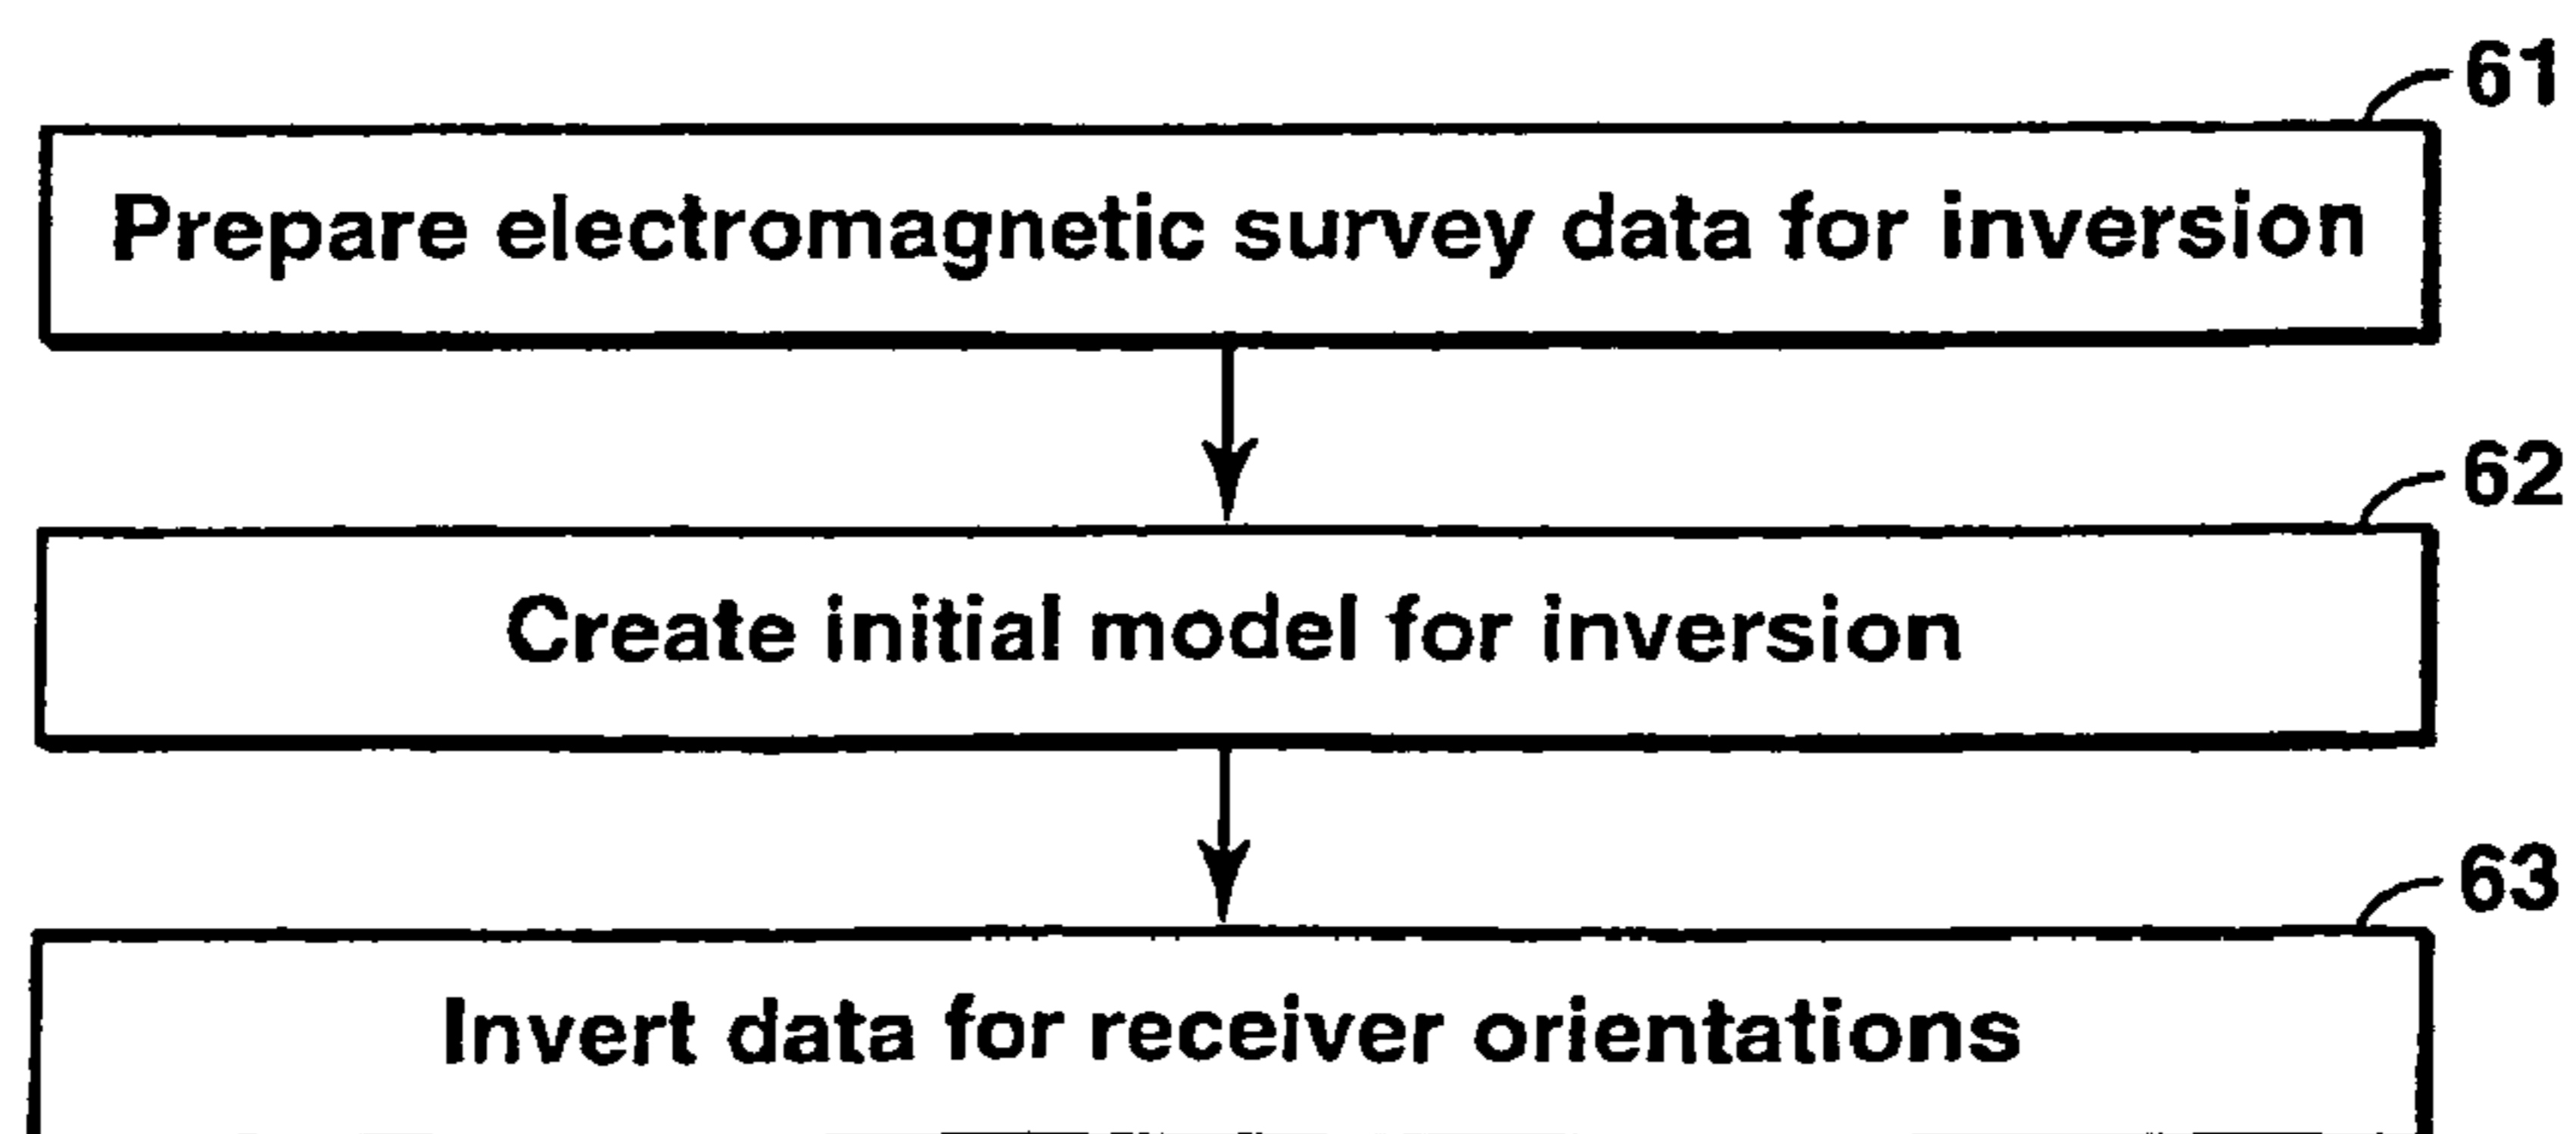 61
Prepare electromagnetic survey data for inversion
62
Create initial model for inversion
63
Invert data for receiver orientations